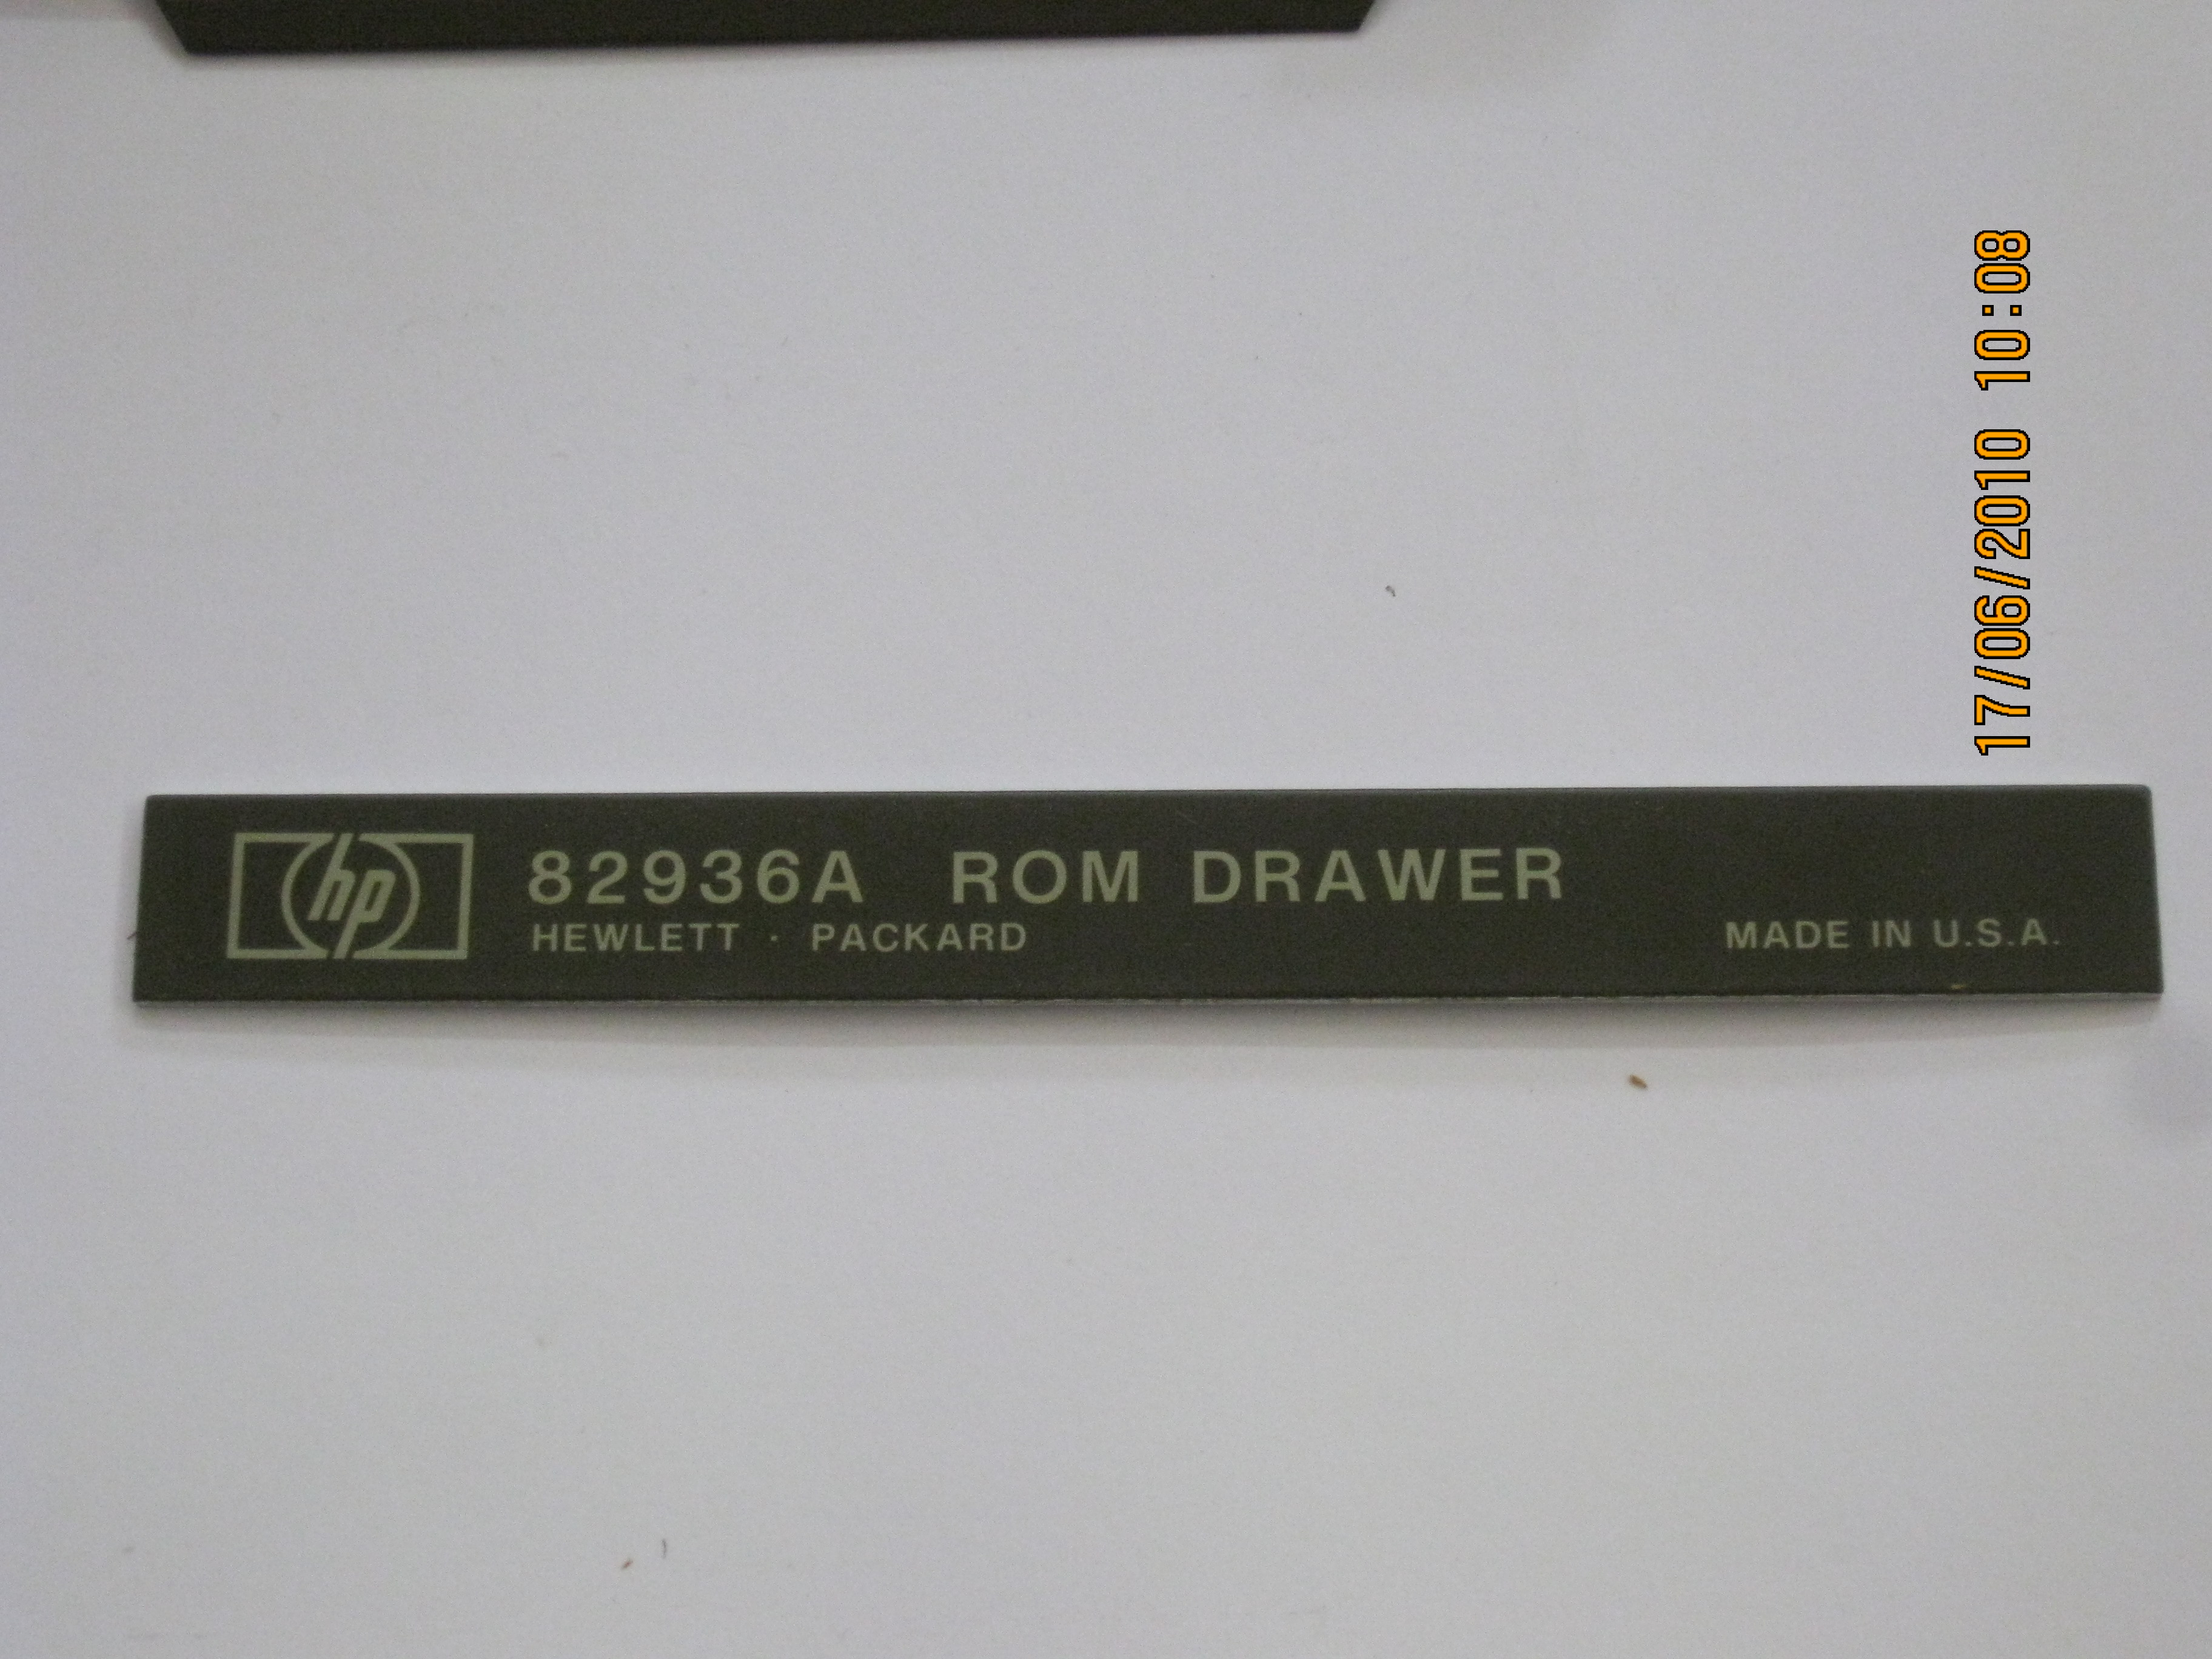 hp
82936A ROM DRAWER
HEWLETT · PACKARD
MADE IN U.S.A.
17/06/2010 10:08